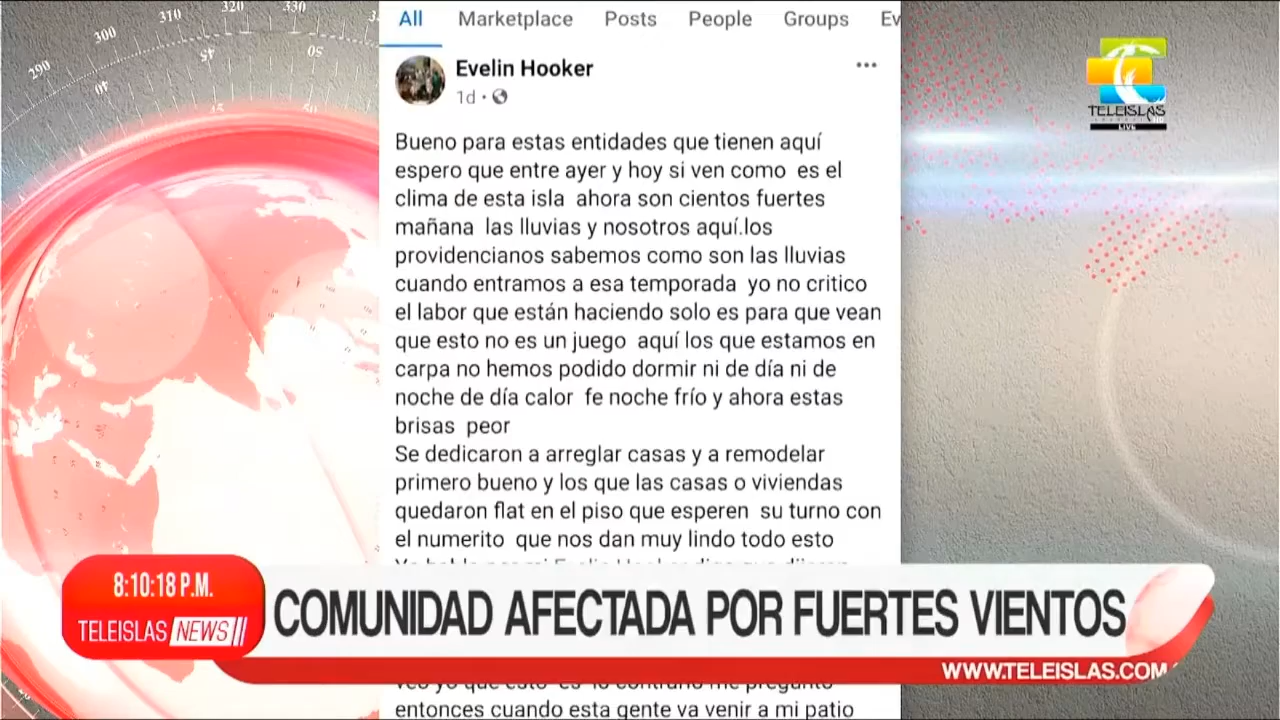 All Marketplace Posts People Groups Ev
Evelin Hooker
1d
Bueno para estas entidades que tienen aquí
espero que entre ayer y hoy si ven como es el
clima de esta isla ahora son cientos fuertes
mañana las lluvias y nosotros aquí.los
providencianos sabemos como son las lluvias
cuando entramos a esa temporada yo no critico
el labor que están haciendo solo es para que vean
que esto no es un juego aquí los que estamos en
carpa no hemos podido dormir ni de día ni de
noche de día calor fe noche frío y ahora estas
brisas peor
Se dedicaron a arreglar casas y a remodelar
primero bueno y los que las casas o viviendas
quedaron flat en el piso que esperen su turno con
el numerito que nos dan muy lindo todo esto
entonces cuando esta gente va venir a mi patio
TELEISLAS
LIVE
8:10:18 P.M.
TELEISLAS NEWS
COMUNIDAD AFECTADA POR FUERTES VIENTOS
WWW.TELEISLAS.COM
290
300
310
320
330